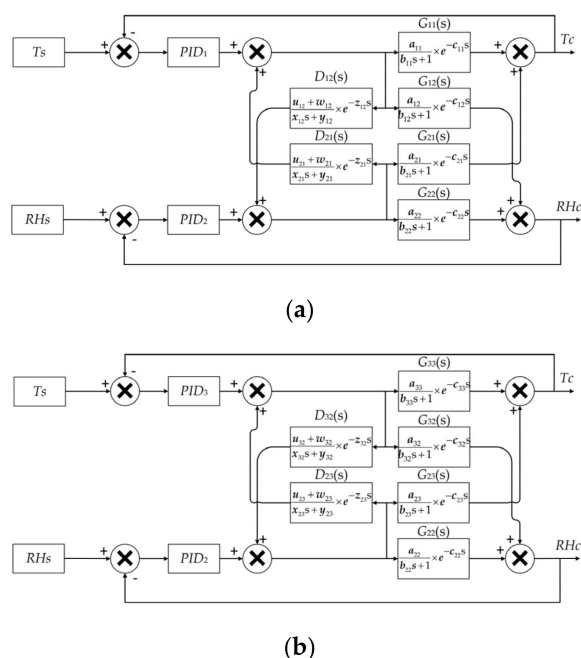 G₁₁(s)
Ts + - PID₁ + + a₁₁/b₁₁s+1 ×e^−c₁₁s + + Tc
D₁₂(s) G₁₂(s)
u₁₂+w₁₂/x₁₂s+y₁₂ ×e^−z₁₂s a₁₂/b₁₂s+1 ×e^−c₁₂s
D₂₁(s) G₂₁(s)
u₂₁+w₂₁/x₂₁s+y₂₁ ×e^−z₂₁s a₂₁/b₂₁s+1 ×e^−c₂₁s
G₂₂(s)
RHs + - PID₂ + + a₂₂/b₂₂s+1 ×e^−c₂₂s + + RHc
(a)
G₃₃(s)
Ts + - PID₃ + + a₃₃/b₃₃s+1 ×e^−c₃₃s + + Tc
D₃₂(s) G₃₂(s)
u₃₂+w₃₂/x₃₂s+y₃₂ ×e^−z₃₂s a₃₂/b₃₂s+1 ×e^−c₃₂s
D₂₃(s) G₂₃(s)
u₂₃+w₂₃/x₂₃s+y₂₃ ×e^−z₂₃s a₂₃/b₂₃s+1 ×e^−c₂₃s
G₂₂(s)
RHs + - PID₂ + + a₂₂/b₂₂s+1 ×e^−c₂₂s + + RHc
(b)